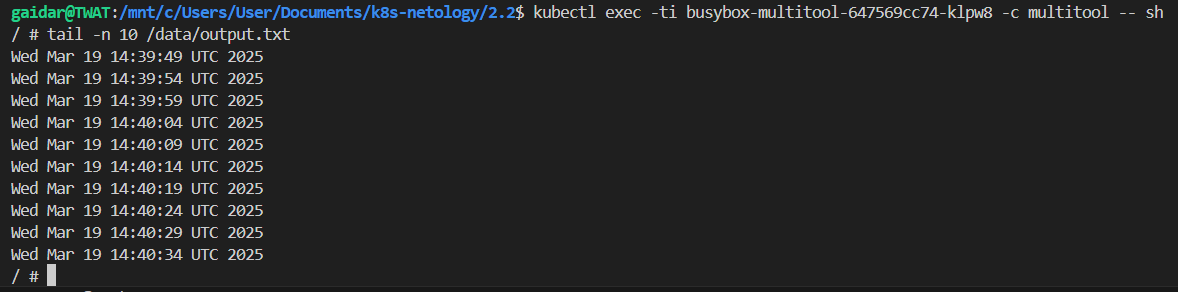 gaidar@TWAT:/mnt/c/Users/User/Documents/k8s-netology/2.2$ kubectl exec -ti busybox-multitool-647569cc74-klpw8 -c multitool -- sh
/ # tail -n 10 /data/output.txt
Wed Mar 19 14:39:49 UTC 2025
Wed Mar 19 14:39:54 UTC 2025
Wed Mar 19 14:39:59 UTC 2025
Wed Mar 19 14:40:04 UTC 2025
Wed Mar 19 14:40:09 UTC 2025
Wed Mar 19 14:40:14 UTC 2025
Wed Mar 19 14:40:19 UTC 2025
Wed Mar 19 14:40:24 UTC 2025
Wed Mar 19 14:40:29 UTC 2025
Wed Mar 19 14:40:34 UTC 2025
/ #